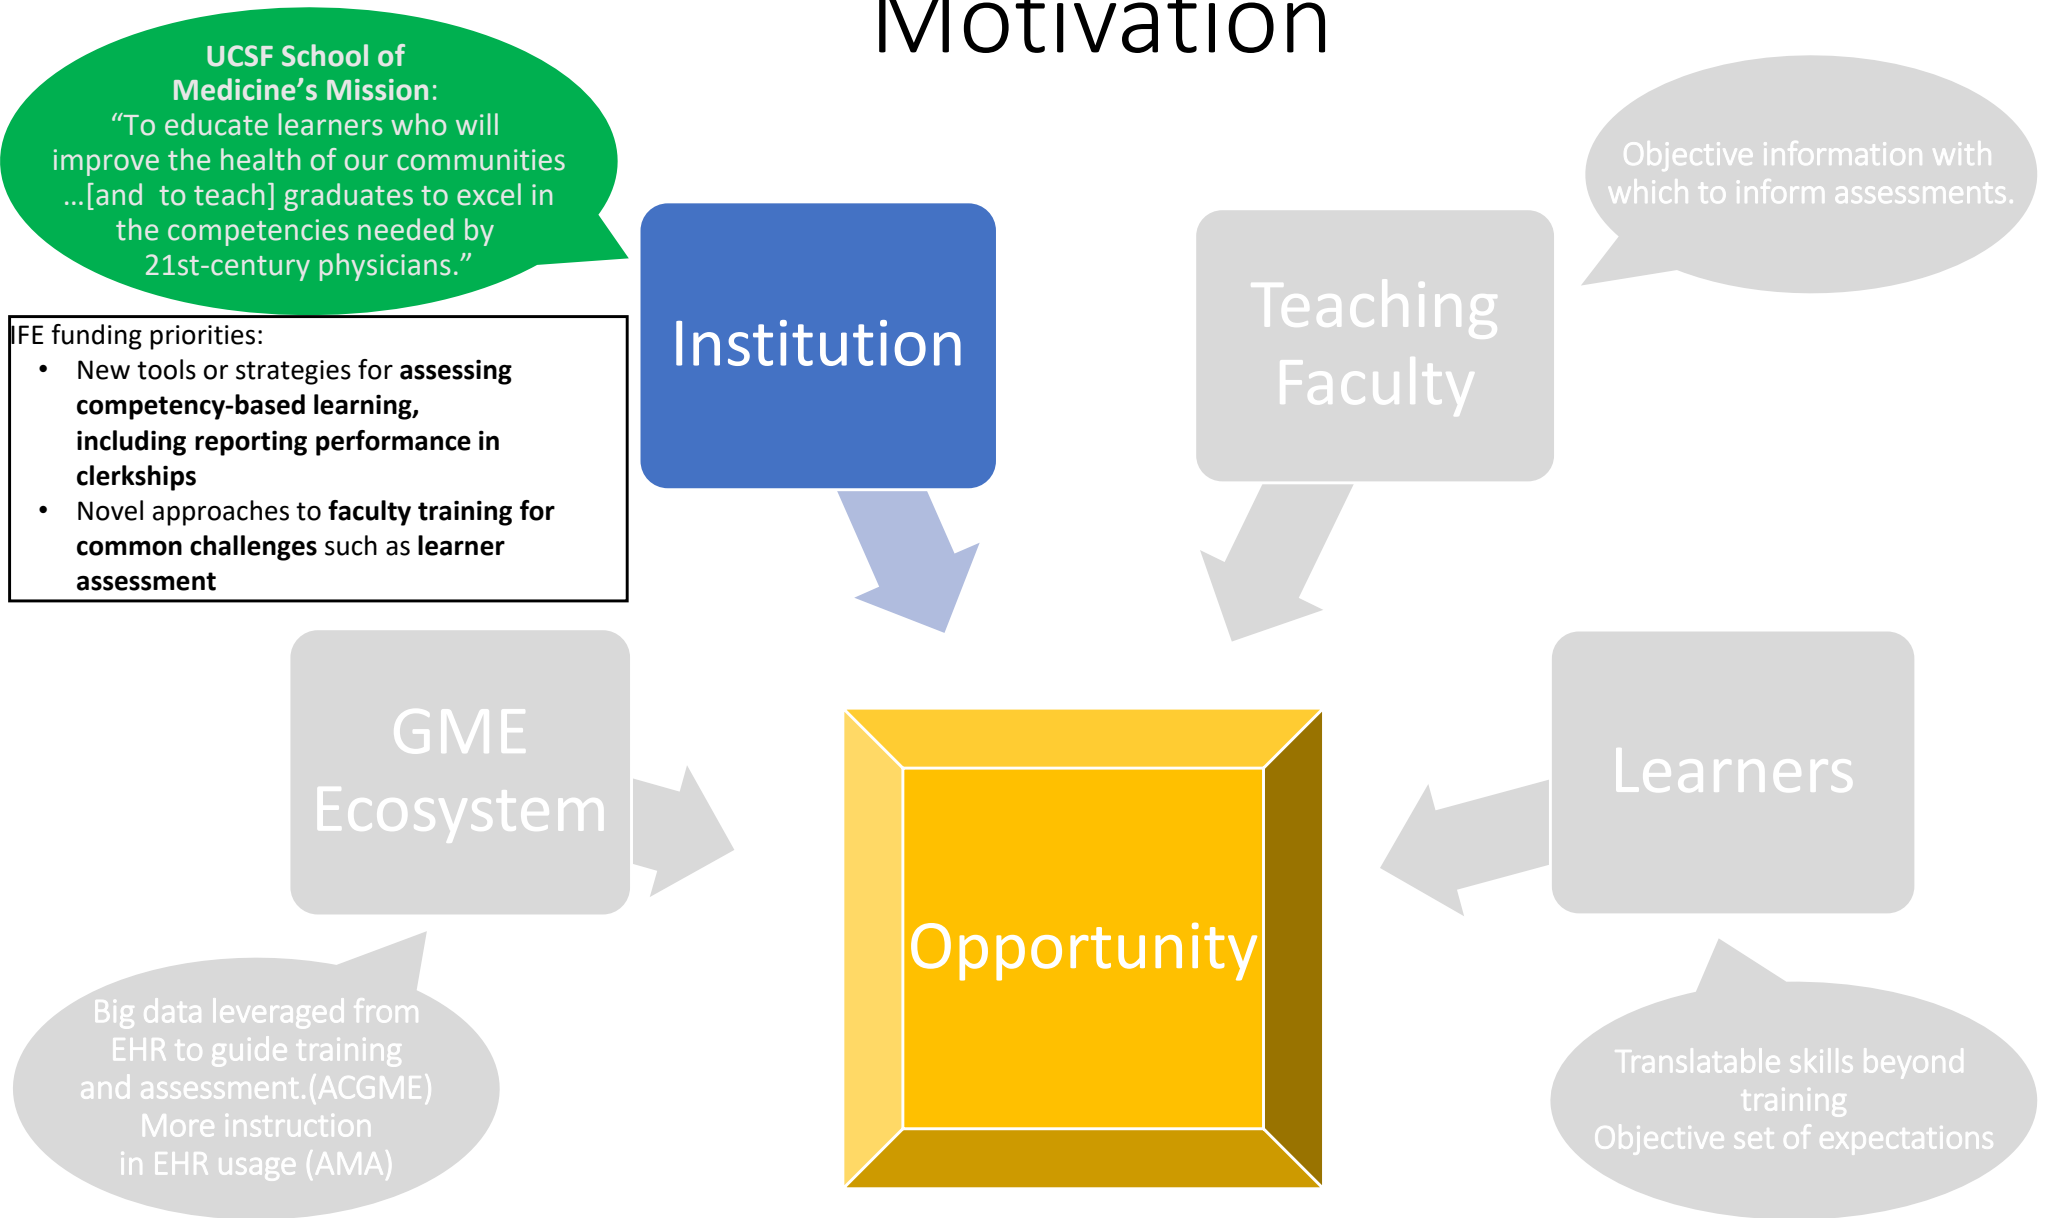 Motivation
UCSF School of
Medicine’s Mission:
“To educate learners who will
improve the health of our communities
…[and to teach] graduates to excel in
the competencies needed by
21st-century physicians.”
IFE funding priorities:
• New tools or strategies for assessing
competency-based learning,
including reporting performance in
clerkships
• Novel approaches to faculty training for
common challenges such as learner
assessment
Institution
Teaching
Faculty
Objective information with
which to inform assessments.
GME
Ecosystem
Big data leveraged from
EHR to guide training
and assessment.(ACGME)
More instruction
in EHR usage (AMA)
Opportunity
Learners
Translatable skills beyond
training
Objective set of expectations